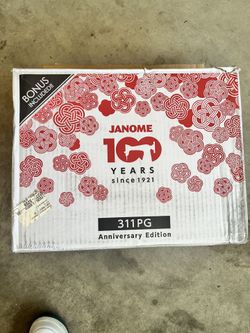 BONUS
INCLUDED!
JANOME
100
YEARS
since 1921
311PG
Anniversary Edition